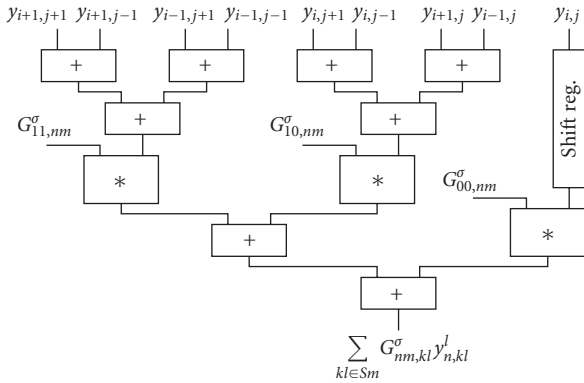 y_{i+1,j+1} y_{i+1,j−1} y_{i−1,j+1} y_{i−1,j−1} y_{i,j+1} y_{i,j−1} y_{i+1,j} y_{i−1,j} y_{i,j}
+ + + +
Shift reg.
+ +
G^σ_{11,nm} G^σ_{10,nm}
* *
G^σ_{00,nm}
+ *
+
∑_{kl∈Sm} G^σ_{nm,kl} y^l_{n,kl}